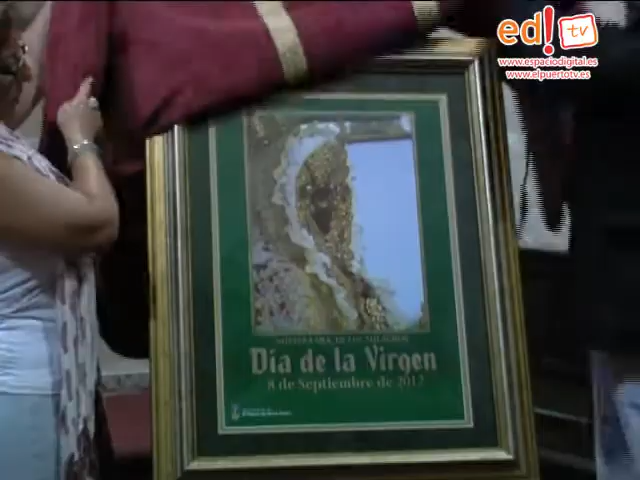 ed! tv
www.espaciodigital.es
www.elpuertotv.es
Día de la Virgen
8 de Septiembre de 2012